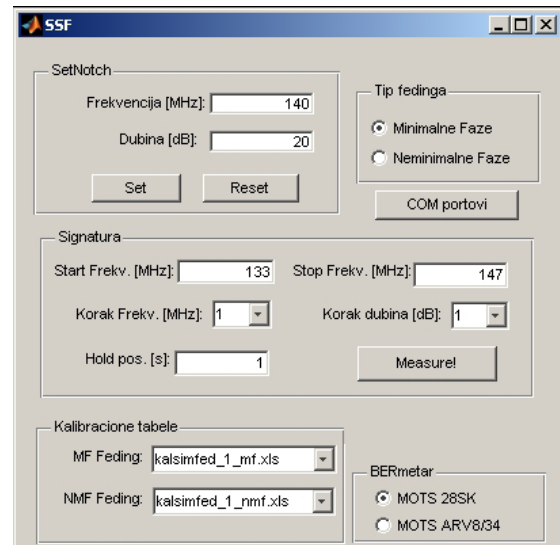 SSF
SetNotch
Frekvencija [MHz]: 140
Dubina [dB]: 20
Set Reset
Tip fedinga
Minimalne Faze
Neminimalne Faze
COM portovi
Signatura
Start Frekv. [MHz]: 133 Stop Frekv. [MHz]: 147
Korak Frekv. [MHz]: 1 Korak dubina [dB]: 1
Hold pos. [s]: 1 Measure!
Kalibracione tabele
MF Feding: kalsimfed_1_mf.xls
NMF Feding: kalsimfed_1_nmf.xls
BERmetar
MOTS 28SK
MOTS ARV8/34